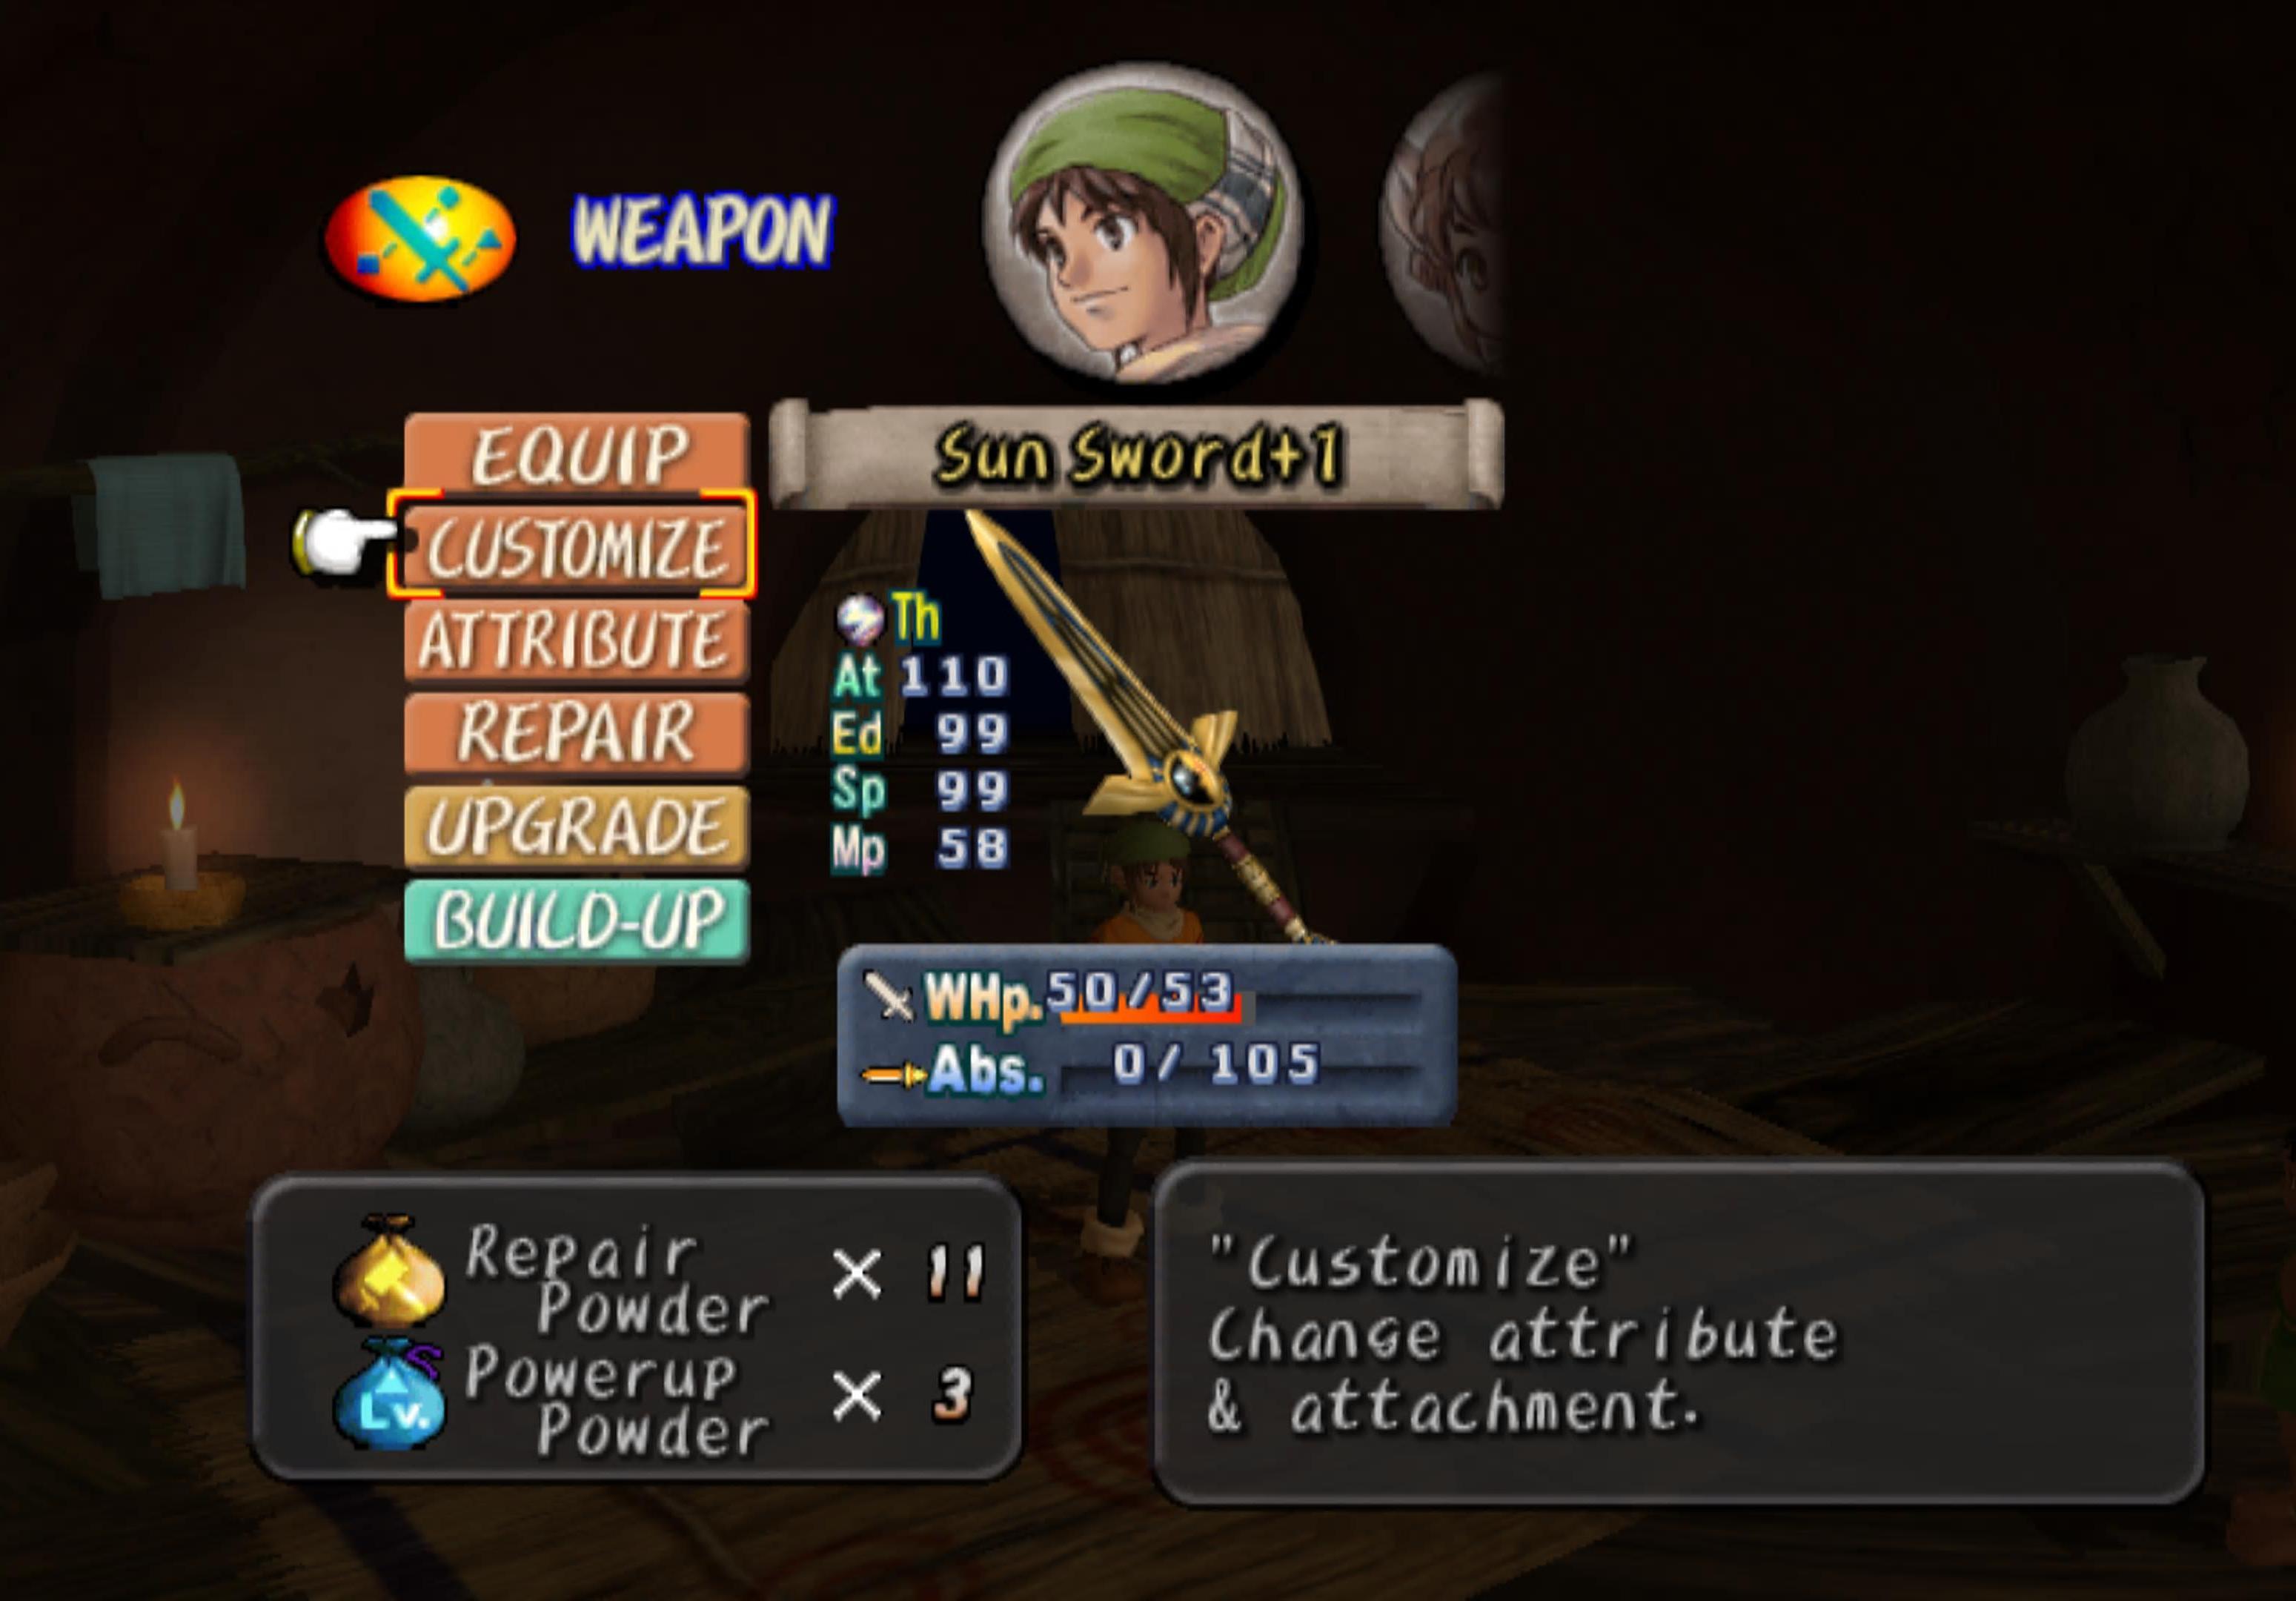 WEAPON
Sun Sword+1
EQUIP
CUSTOMIZE
ATTRIBUTE
REPAIR
UPGRADE
BUILD-UP
Th
At 110
Ed 99
Sp 99
Mp 58
WHp. 50/53
Abs. 0/ 105
Repair
Powder × 11
Lv.
Powerup
Powder × 3
"Customize"
Change attribute
& attachment.